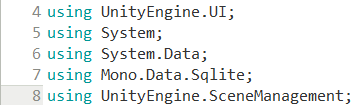 4 using UnityEngine.UI;
5 using System;
6 using System.Data;
7 using Mono.Data.Sqlite;
8 using UnityEngine.SceneManagement;